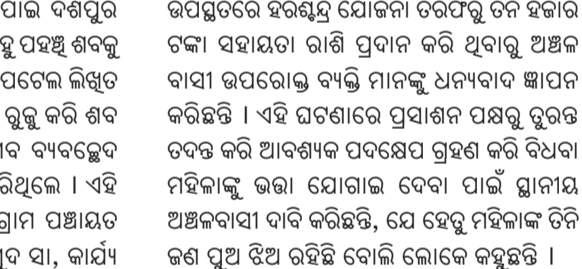 ପାଇଁ ଦଶପୁର
ପହଞ୍ଚି ଶବକୁ
ପଟେଲ ଲିଖିତ
ରୁଜୁ କରି ଶବ
ବ୍ୟବଚ୍ଛେଦ
। ଏହି
ଗ୍ରାମ ପଞ୍ଚାୟତ
ସା, କାର୍ଯ୍ୟ
ଉପସ୍ଥିତରେ ହରିଶ୍ଚନ୍ଦ୍ର ଯୋଜନା ତରଫରୁ ତିନି ହଜାର
ଟଙ୍କା ସହାୟତା ରାଶି ପ୍ରଦାନ କରି ଥିବାରୁ ଅଞ୍ଚଳ
ବାସୀ ଉପରୋକ୍ତ ବ୍ୟକ୍ତି ମାନଙ୍କୁ ଧନ୍ୟବାଦ ଜ୍ଞାପନ
କରିଛନ୍ତି । ଏହି ଘଟଣାରେ ପ୍ରସାଶନ ପକ୍ଷରୁ ତୁରନ୍ତ
ତଦନ୍ତ କରି ଆବଶ୍ୟକ ପଦକ୍ଷେପ ଗ୍ରହଣ କରି ବିଧବା
ମହିଳାଙ୍କୁ ଭତ୍ତା ଯୋଗାଇ ଦେବା ପାଇଁ ସ୍ଥାନୀୟ
ଅଞ୍ଚଳବାସୀ ଦାବି କରିଛନ୍ତି, ଯେ ହେତୁ ମହିଳାଙ୍କ ତିନି
ଜଣ ପୁଅ ଝିଅ ରହିଛି ବୋଲି ଲୋକେ କହୁଛନ୍ତି ।